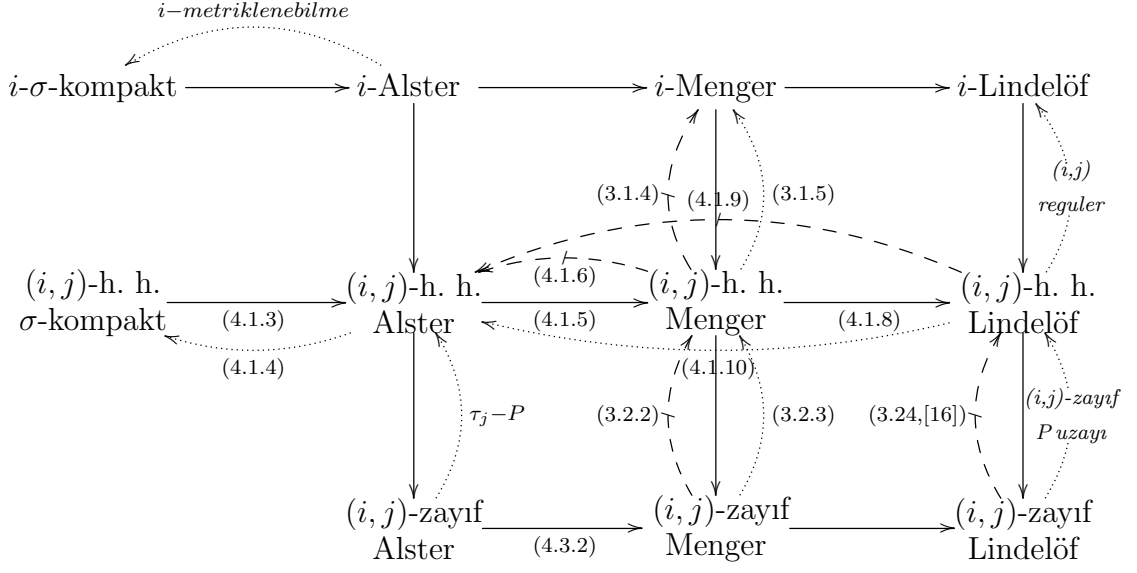 i−metriklenebilme
i-σ-kompakt i-Alster i-Menger i-Lindelöf
(i,j)
reguler
(3.1.4) (4.1.9) (3.1.5)
(4.1.6)
(i, j)-h. h. (i, j)-h. h. (i, j)-h. h. (i, j)-h. h.
σ-kompakt Alster Menger Lindelöf
(4.1.3) (4.1.5) (4.1.8)
(4.1.4) (4.1.10)
(i,j)-zayıf
P uzayı
τj−P (3.2.2) (3.2.3) (3.24,[16])
(i, j)-zayıf (i, j)-zayıf (i, j)-zayıf
Alster Menger Lindelöf
(4.3.2)